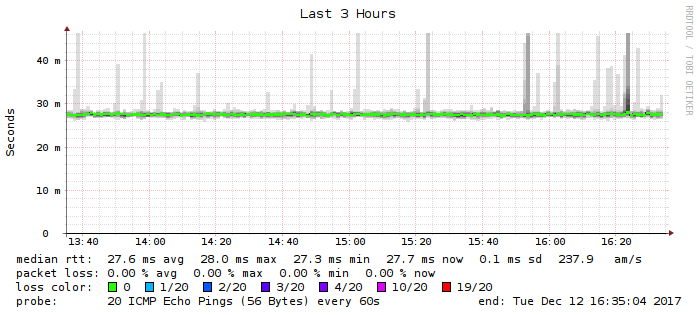 Last 3 Hours
RRDTOOL / TOBI OETIKER
Seconds
40 m
30 m
20 m
10 m
0
13:40 14:00 14:20 14:40 15:00 15:20 15:40 16:00 16:20
median rtt: 27.6 ms avg 28.0 ms max 27.3 ms min 27.7 ms now 0.1 ms sd 237.9 am/s
packet loss: 0.00 % avg 0.00 % max 0.00 % min 0.00 % now
loss color: 0 1/20 2/20 3/20 4/20 10/20 19/20
probe: 20 ICMP Echo Pings (56 Bytes) every 60s end: Tue Dec 12 16:35:04 2017